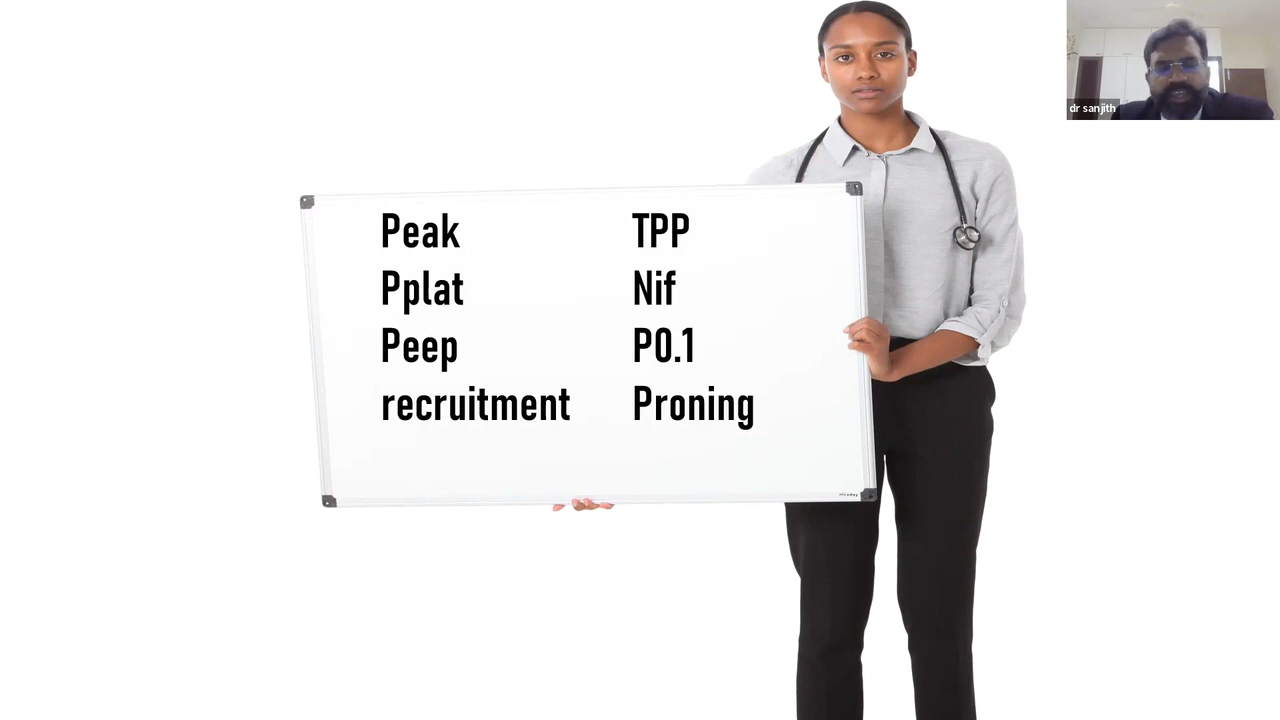 dr sanjith
Peak
Pplat
Peep
recruitment
TPP
Nif
P0.1
Proning